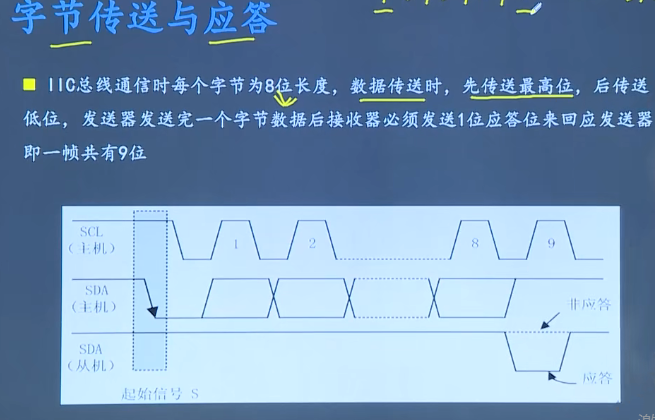 字节传送与应答
IIC总线通信时每个字节为8位长度，数据传送时，先传送最高位，后传送
低位，发送器发送完一个字节数据后接收器必须发送1位应答位来回应发送器
即一帧共有9位
SCL
（主机）
1
2
8
9
SDA
（主机）
非应答
SDA
（从机）
应答
起始信号 S